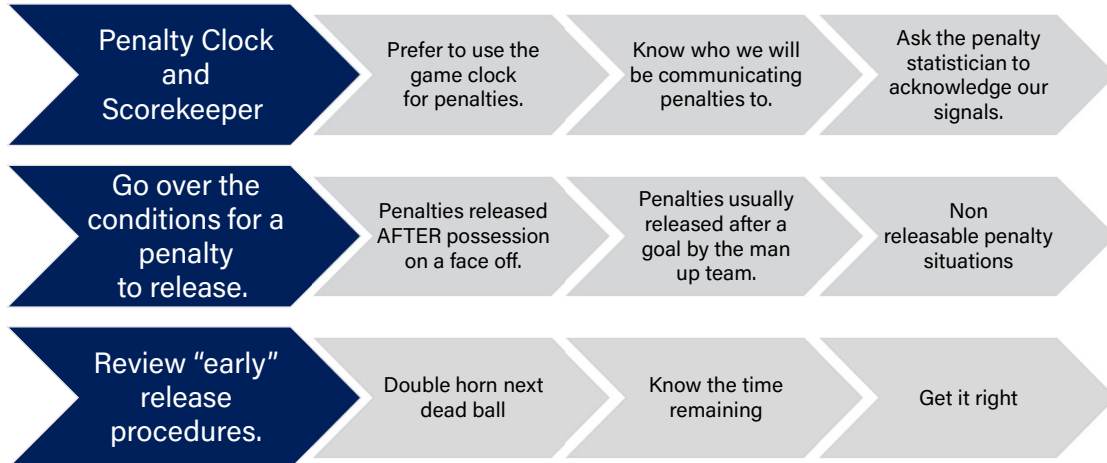 Penalty Clock
and
Scorekeeper
Prefer to use the
game clock
for penalties.
Know who we will
be communicating
penalties to.
Ask the penalty
statistician to
acknowledge our
signals.
Go over the
conditions for a
penalty
to release.
Penalties released
AFTER possession
on a face off.
Penalties usually
released after a
goal by the man
up team.
Non
releasable penalty
situations
Review “early”
release
procedures.
Double horn next
dead ball
Know the time
remaining
Get it right